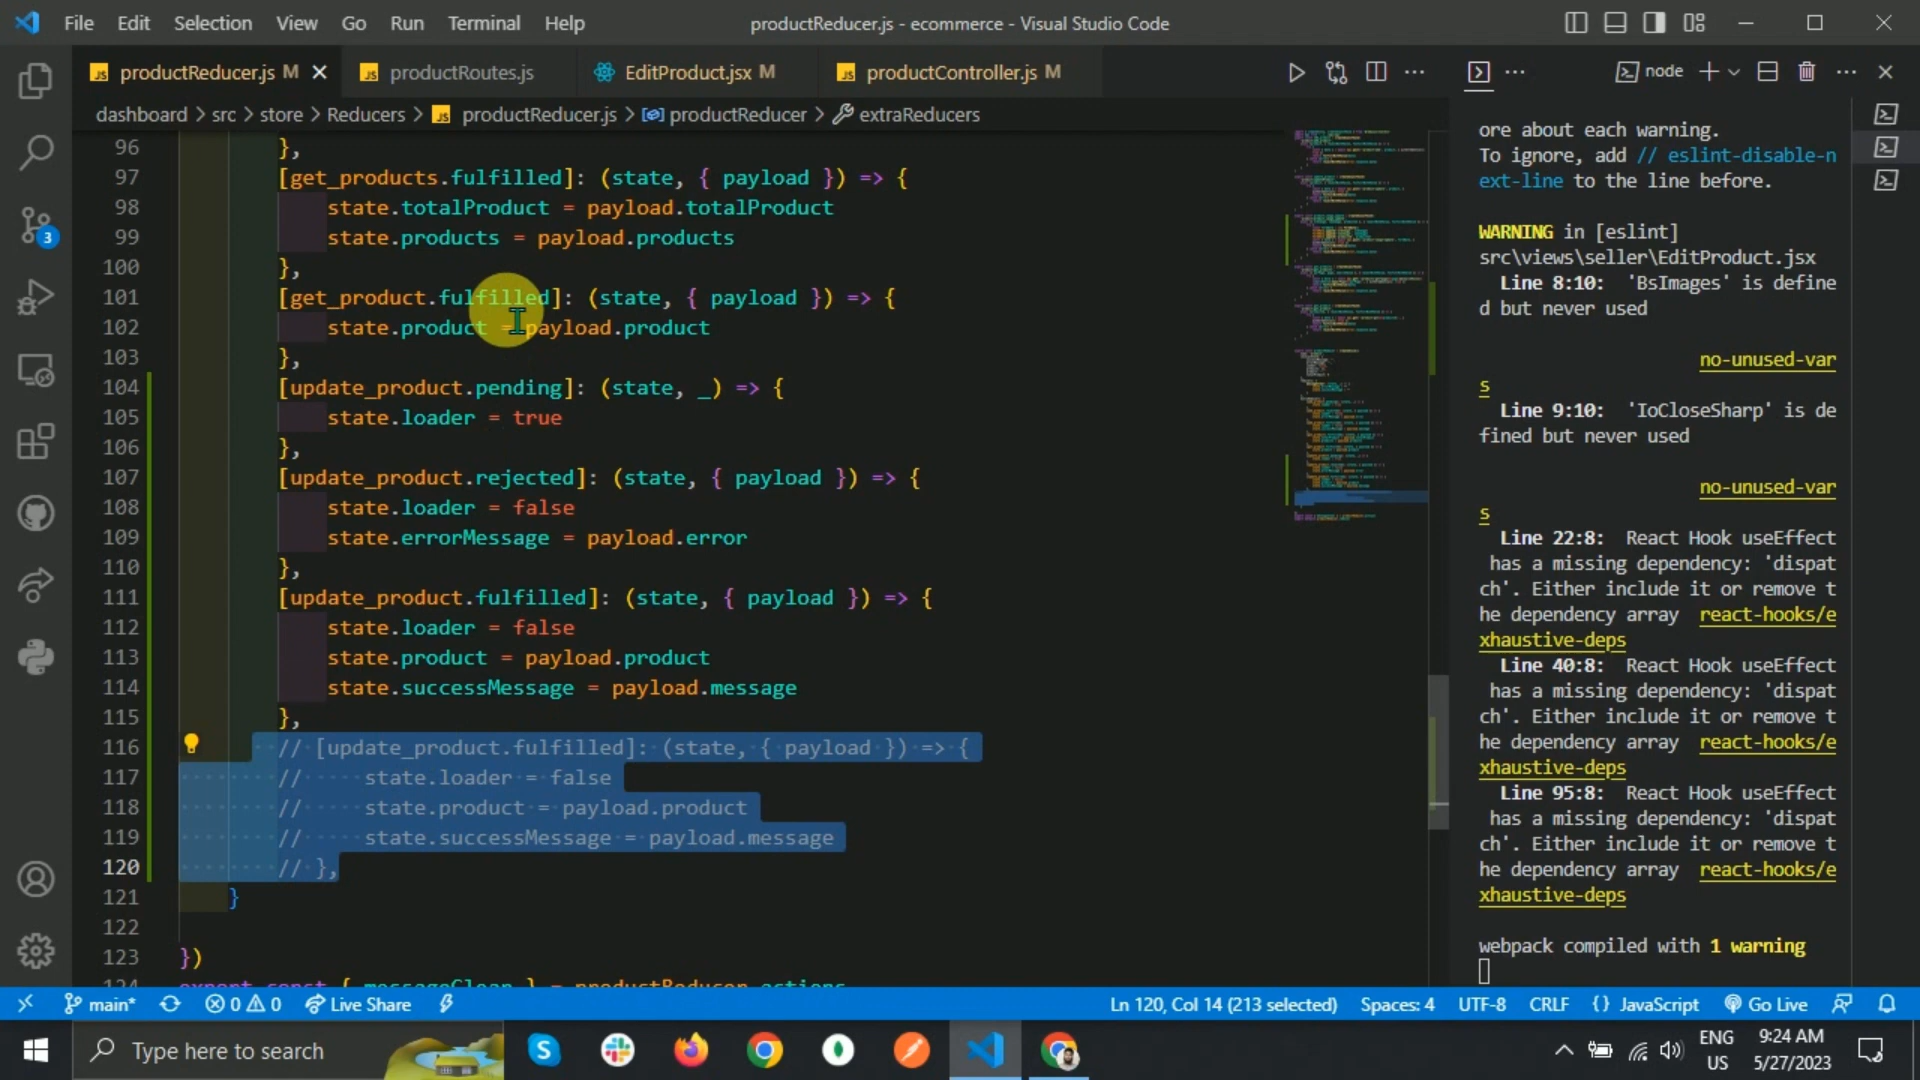 File Edit Selection View Go Run Terminal Help
productReducer.js - ecommerce - Visual Studio Code
productReducer.js M
productRoutes.js
EditProduct.jsx M
productController.js M
node
dashboard > src > store > Reducers > productReducer.js > productReducer > extraReducers
96 },
97 [get_products.fulfilled]: (state, { payload }) => {
98 state.totalProduct = payload.totalProduct
99 state.products = payload.products
100 },
101 [get_product.fulfilled]: (state, { payload }) => {
102 state.product = payload.product
103 },
104 [update_product.pending]: (state, _) => {
105 state.loader = true
106 },
107 [update_product.rejected]: (state, { payload }) => {
108 state.loader = false
109 state.errorMessage = payload.error
110 },
111 [update_product.fulfilled]: (state, { payload }) => {
112 state.loader = false
113 state.product = payload.product
114 state.successMessage = payload.message
115 },
116 // [update_product.fulfilled]: (state, { payload }) => {
117 // state.loader = false
118 // state.product = payload.product
119 // state.successMessage = payload.message
120 // },
121 }
122
123 })
124 export const { messageClear } = productReducer.actions
ore about each warning.
To ignore, add // eslint-disable-n
ext-line to the line before.
WARNING in [eslint]
src\views\seller\EditProduct.jsx
Line 8:10: 'BsImages' is define
d but never used
no-unused-var
s
Line 9:10: 'IoCloseSharp' is de
fined but never used
no-unused-var
s
Line 22:8: React Hook useEffect
has a missing dependency: 'dispat
ch'. Either include it or remove t
he dependency array react-hooks/e
xhaustive-deps
Line 40:8: React Hook useEffect
has a missing dependency: 'dispat
ch'. Either include it or remove t
he dependency array react-hooks/e
xhaustive-deps
Line 95:8: React Hook useEffect
has a missing dependency: 'dispat
ch'. Either include it or remove t
he dependency array react-hooks/e
xhaustive-deps
webpack compiled with 1 warning
3
main* 0 0 Live Share
Ln 120, Col 14 (213 selected) Spaces: 4 UTF-8 CRLF {} JavaScript Go Live
Type here to search
ENG
US
9:24 AM
5/27/2023